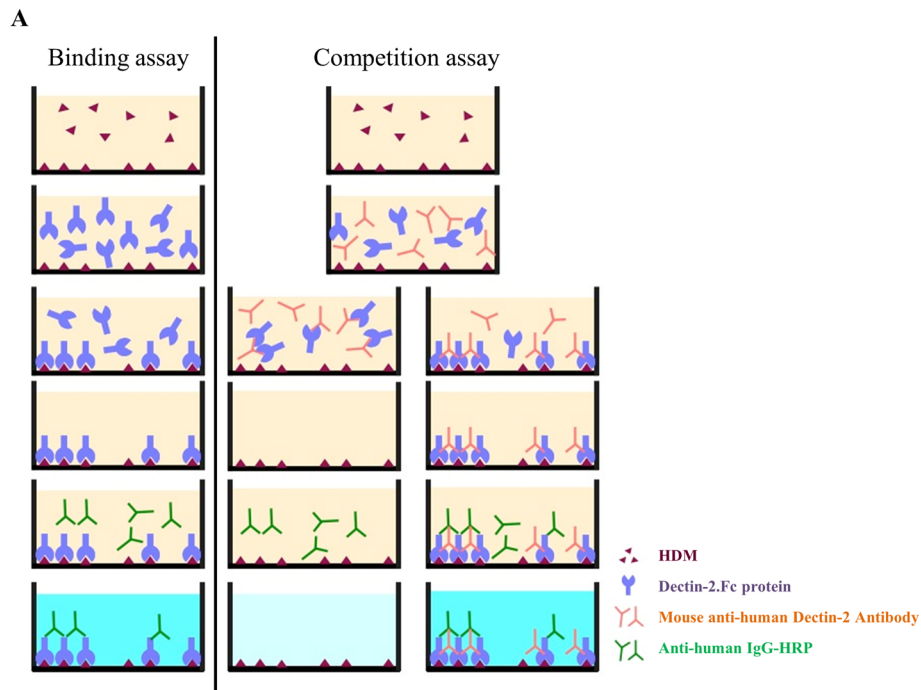 A
Binding assay
Competition assay
HDM
Dectin-2.Fc protein
Mouse anti-human Dectin-2 Antibody
Anti-human IgG-HRP